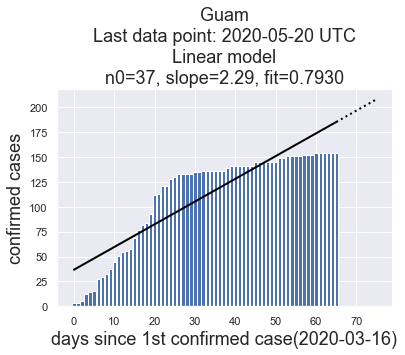 Guam
Last data point: 2020-05-20 UTC
Linear model
n0=37, slope=2.29, fit=0.7930
200
175
150
125
100
75
50
25
0
confirmed cases
0 10 20 30 40 50 60 70
days since 1st confirmed case(2020-03-16)